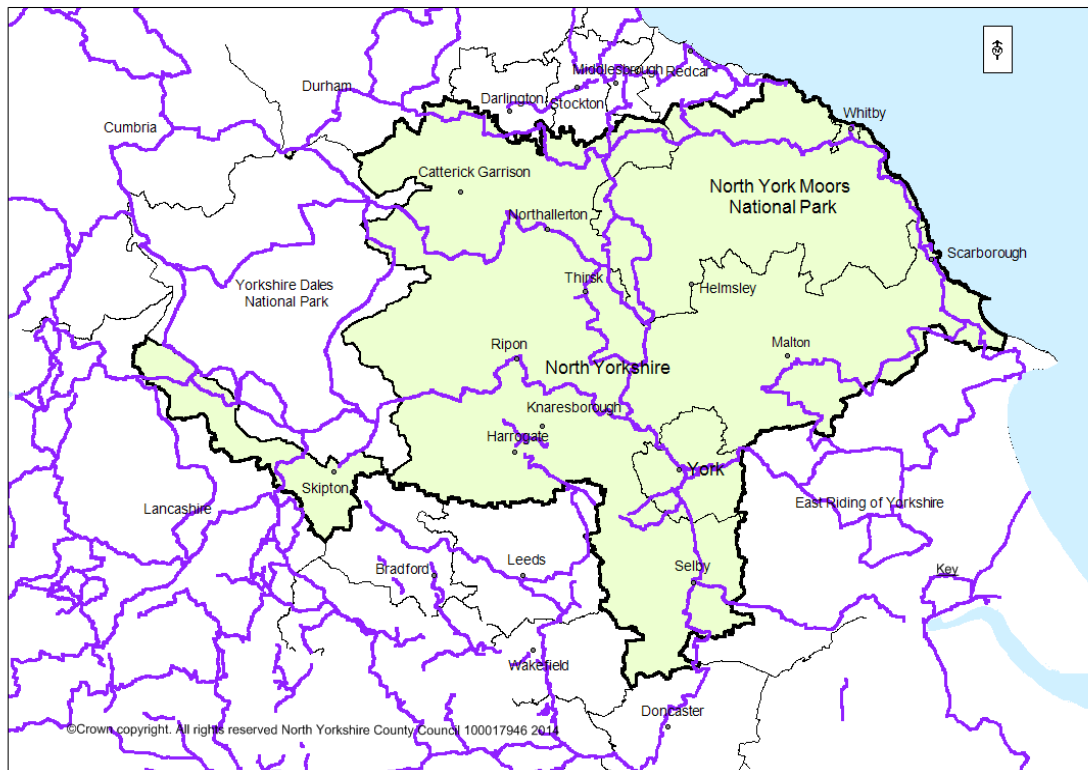 Middlesbrough
Redcar
Durham
Darlington
Stockton
Cumbria
Whitby
Catterick Garrison
North York Moors
National Park
Northallerton
Scarborough
Thirsk
Yorkshire Dales
National Park
Helmsley
Malton
Ripon
North Yorkshire
Knaresborough
Harrogate
York
Skipton
Lancashire
East Riding of Yorkshire
Leeds
Bradford
Selby
Key
Wakefield
Doncaster
©Crown copyright. All rights reserved North Yorkshire County Council 100017946 2014